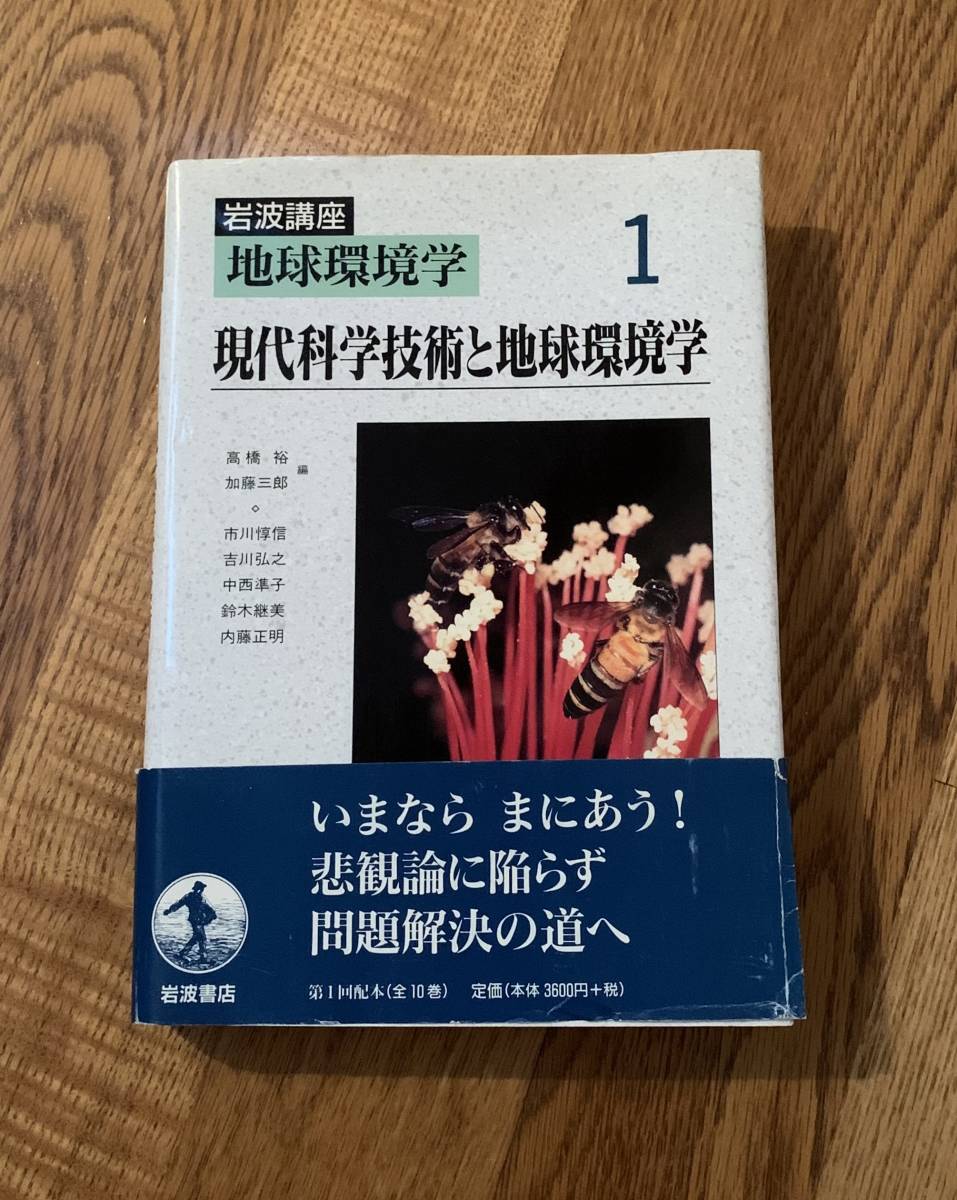 岩波講座
地球環境学
1
現代科学技術と地球環境学
高橋 裕
加藤三郎
編
◇
市川惇信
吉川弘之
中西準子
鈴木継美
内藤正明
いまなら まにあう!
悲観論に陥らず
問題解決の道へ
岩波書店
第1回配本(全10巻) 定価(本体3600円+税)